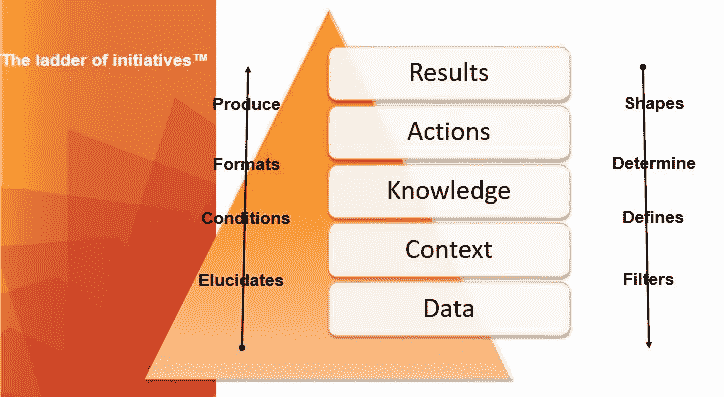 The ladder of initiatives™
Produce
Formats
Conditions
Elucidates
Results
Actions
Knowledge
Context
Data
Shapes
Determine
Defines
Filters